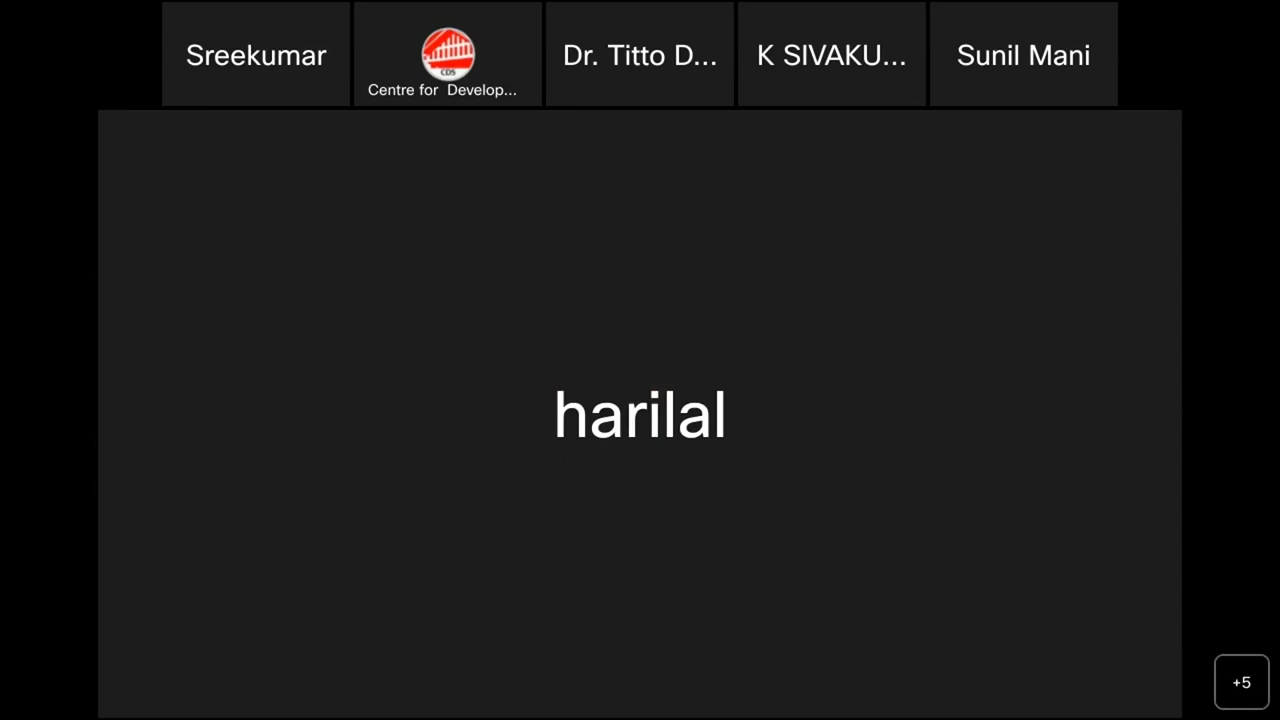 Sreekumar
CDS
Centre for Develop...
Dr. Titto D...
K SIVAKU...
Sunil Mani
harilal
+5